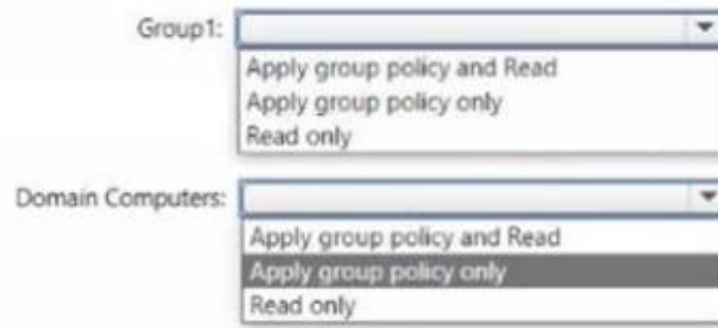 Group1:
Apply group policy and Read
Apply group policy only
Read only
Domain Computers:
Apply group policy and Read
Apply group policy only
Read only